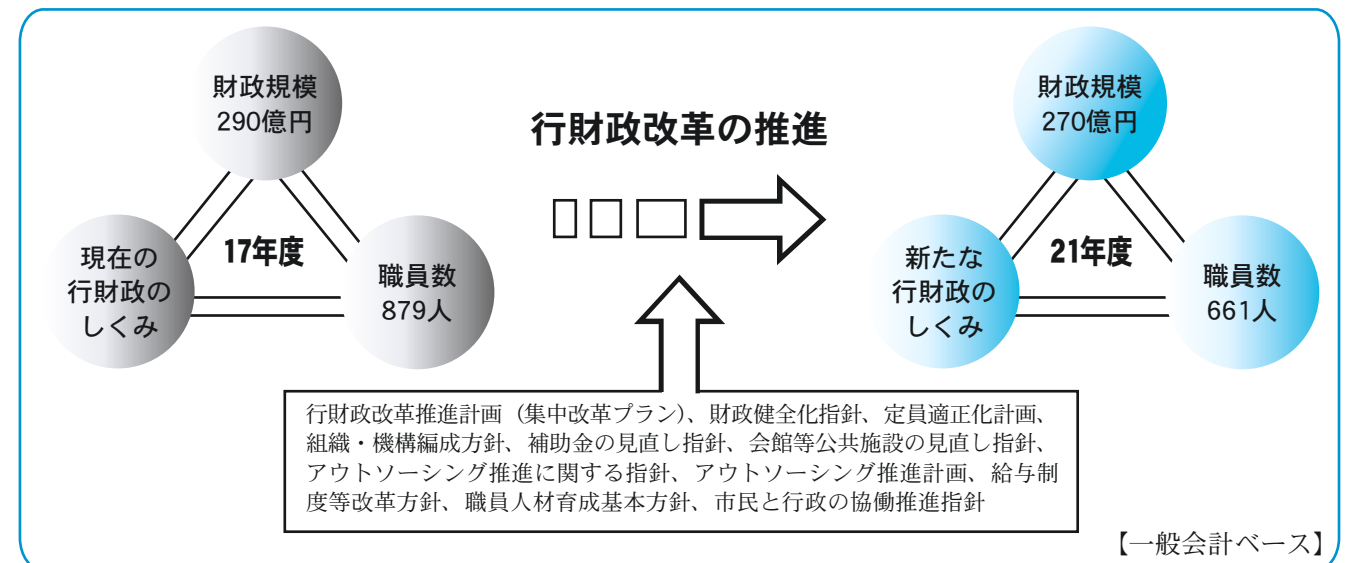 財政規模
290億円
現在の
行財政の
しくみ
17年度
職員数
879人
行財政改革の推進
財政規模
270億円
新たな
行財政の
しくみ
21年度
職員数
661人
行財政改革推進計画（集中改革プラン）、財政健全化指針、定員適正化計画、
組織・機構編成方針、補助金の見直し指針、会館等公共施設の見直し指針、
アウトソーシング推進に関する指針、アウトソーシング推進計画、給与制
度等改革方針、職員人材育成基本方針、市民と行政の協働推進指針
【一般会計ベース】